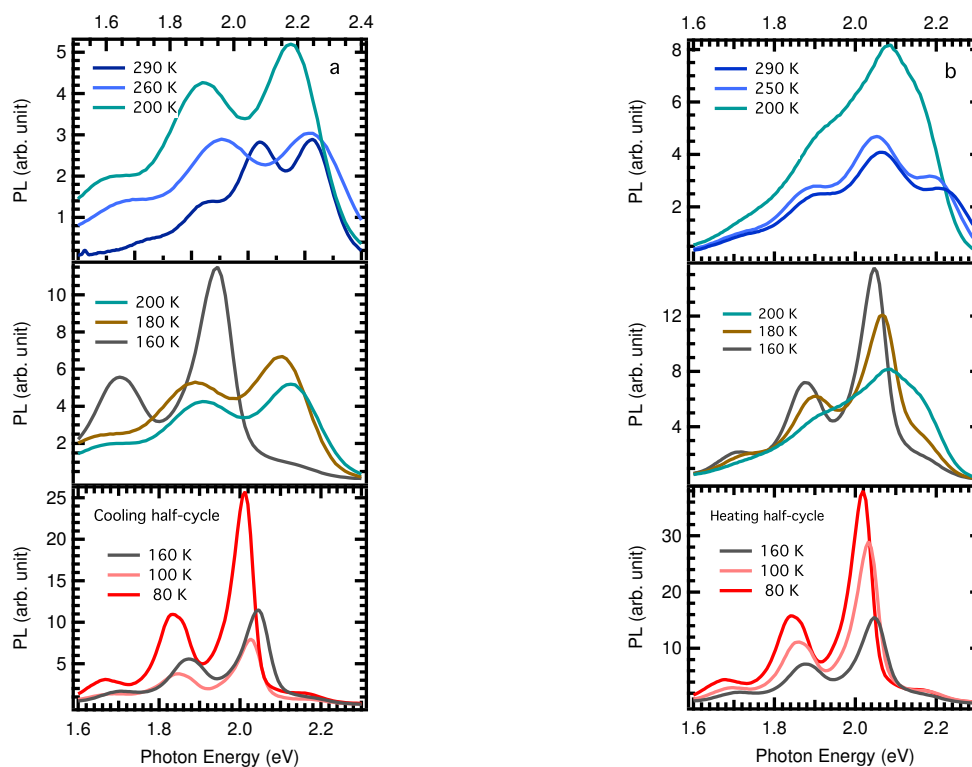 1.6 1.8 2.0 2.2 2.4
5
4
3
2
1
PL (arb. unit)
a
290 K
260 K
200 K
10
8
6
4
2
PL (arb. unit)
200 K
180 K
160 K
25
20
15
10
5
PL (arb. unit)
Cooling half-cycle
160 K
100 K
80 K
1.6 1.8 2.0 2.2
Photon Energy (eV)
1.6 1.8 2.0 2.2
8
6
4
2
PL (arb. unit)
b
290 K
250 K
200 K
12
8
4
PL (arb. unit)
200 K
180 K
160 K
30
20
10
PL (arb. unit)
Heating half-cycle
160 K
100 K
80 K
1.6 1.8 2.0 2.2
Photon Energy (eV)